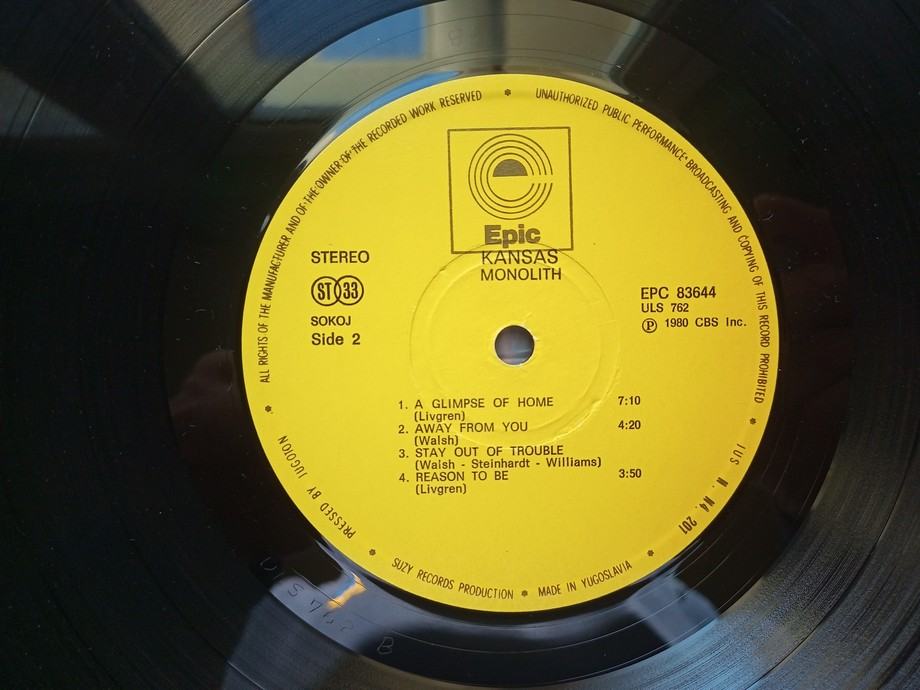 ALL RIGHTS OF THE MANUFACTURER AND OF THE OWNER OF THE RECORDED WORK RESERVED * UNAUTHORIZED PUBLIC PERFORMANCE BROADCASTING AND COPYING OF THIS RECORD PROHIBITED *
Epic
KANSAS
MONOLITH
STEREO
ST 33
SOKOJ
Side 2
EPC 83644
ULS 762
Ⓟ 1980 CBS Inc.
1. A GLIMPSE OF HOME 7:10
(Livgren)
2. AWAY FROM YOU 4:20
(Walsh)
3. STAY OUT OF TROUBLE
(Walsh - Steinhardt - Williams)
4. REASON TO BE 3:50
(Livgren)
* PRESSED BY JUGOTON * SUZY RECORDS PRODUCTION * MADE IN YUGOSLAVIA * JUS N. N4. 201